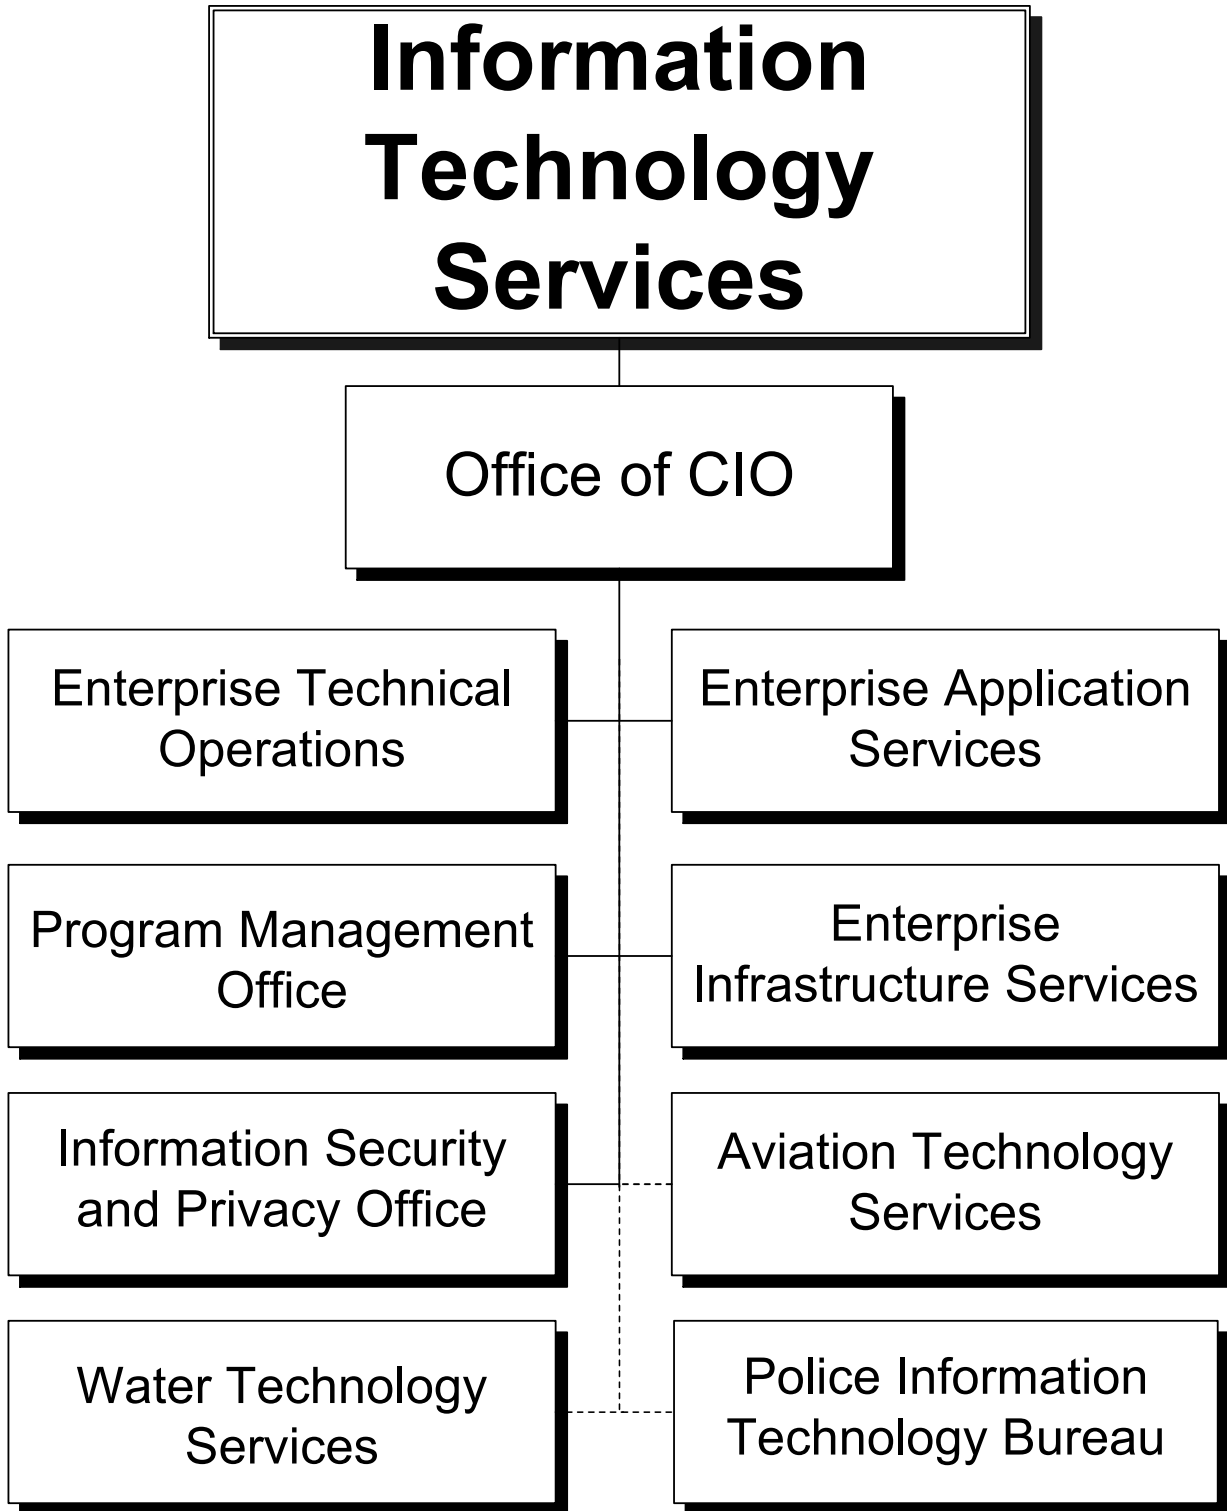 Information
Technology
Services
Office of CIO
Enterprise Technical
Operations
Enterprise Application
Services
Program Management
Office
Enterprise
Infrastructure Services
Information Security
and Privacy Office
Aviation Technology
Services
Water Technology
Services
Police Information
Technology Bureau